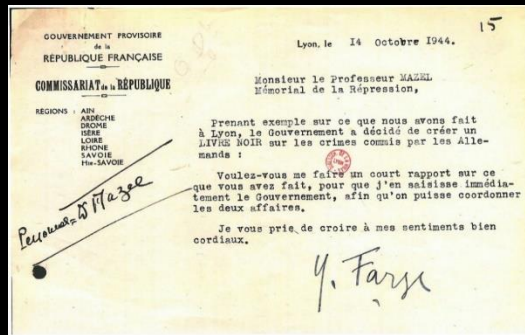 15
GOUVERNEMENT PROVISOIRE
de la
RÉPUBLIQUE FRANÇAISE
COMMISSARIAT de la RÉPUBLIQUE
RÉGIONS : AIN
ARDÈCHE
DROME
ISÈRE
LOIRE
RHONE
SAVOIE
Hte-SAVOIE
Personnel= Dr Mazel
Lyon, le 14 Octobre 1944.
Monsieur le Professeur MAZEL
Mémorial de la Répression,
Prenant exemple sur ce que nous avons fait
à Lyon, le Gouvernement a décidé de créer un
LIVRE NOIR sur les crimes commis par les Alle-
mands :
Voulez-vous me faire un court rapport sur ce
que vous avez fait, pour que j'en saisisse immédia-
tement le Gouvernement, afin qu'on puisse coordonner
les deux affaires.
Je vous prie de croire à mes sentiments bien
cordiaux.
Y. Farge